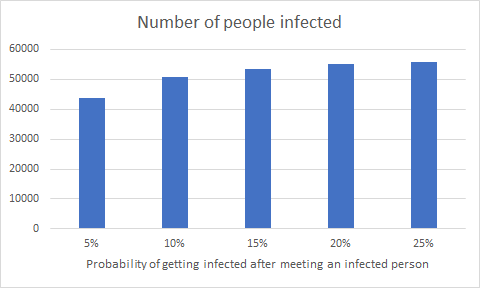 Number of people infected
60000
50000
40000
30000
20000
10000
0
5% 10% 15% 20% 25%
Probability of getting infected after meeting an infected person